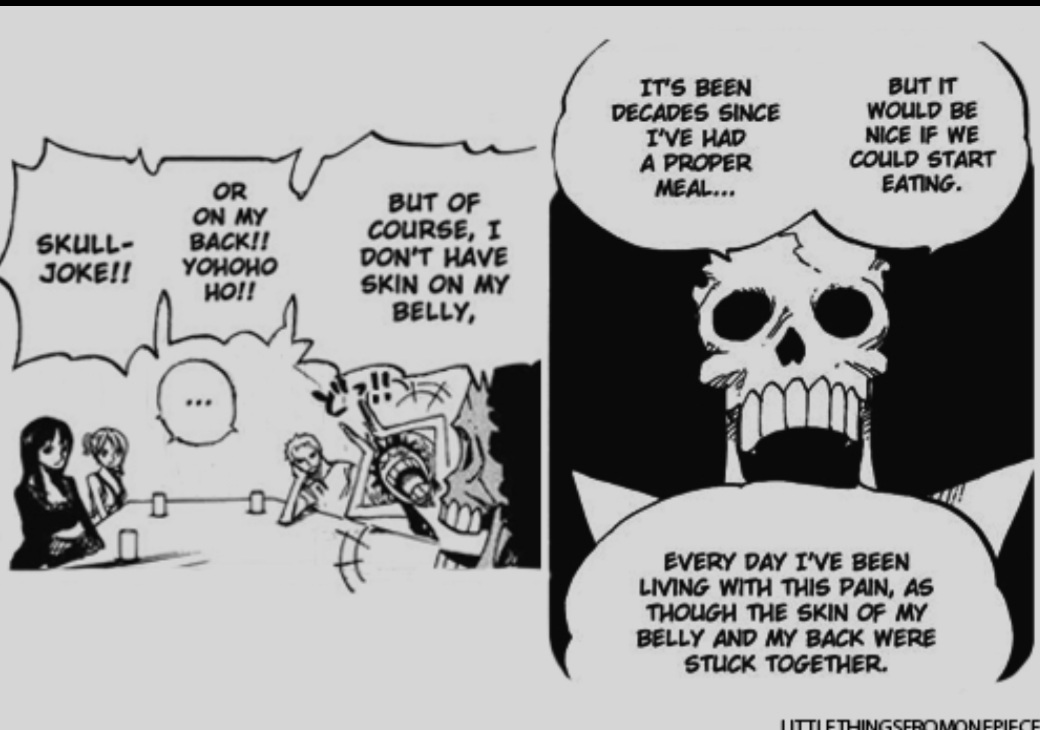 BUT IT
WOULD BE
NICE IF WE
COULD START
EATING.
IT'S BEEN
DECADES SINCE
I'VE HAD
A PROPER
MEAL...
EVERY DAY I'VE BEEN
LIVING WITH THIS PAIN, AS
THOUGH THE SKIN OF MY
BELLY AND MY BACK WERE
STUCK TOGETHER.
BUT OF
COURSE, I
DON'T HAVE
SKIN ON MY
BELLY,
OR
ON MY
BACK!!
YOHOHO
HO!!
SKULL-
JOKE!!
...
LITTLETHINGSFROMONEPIECE